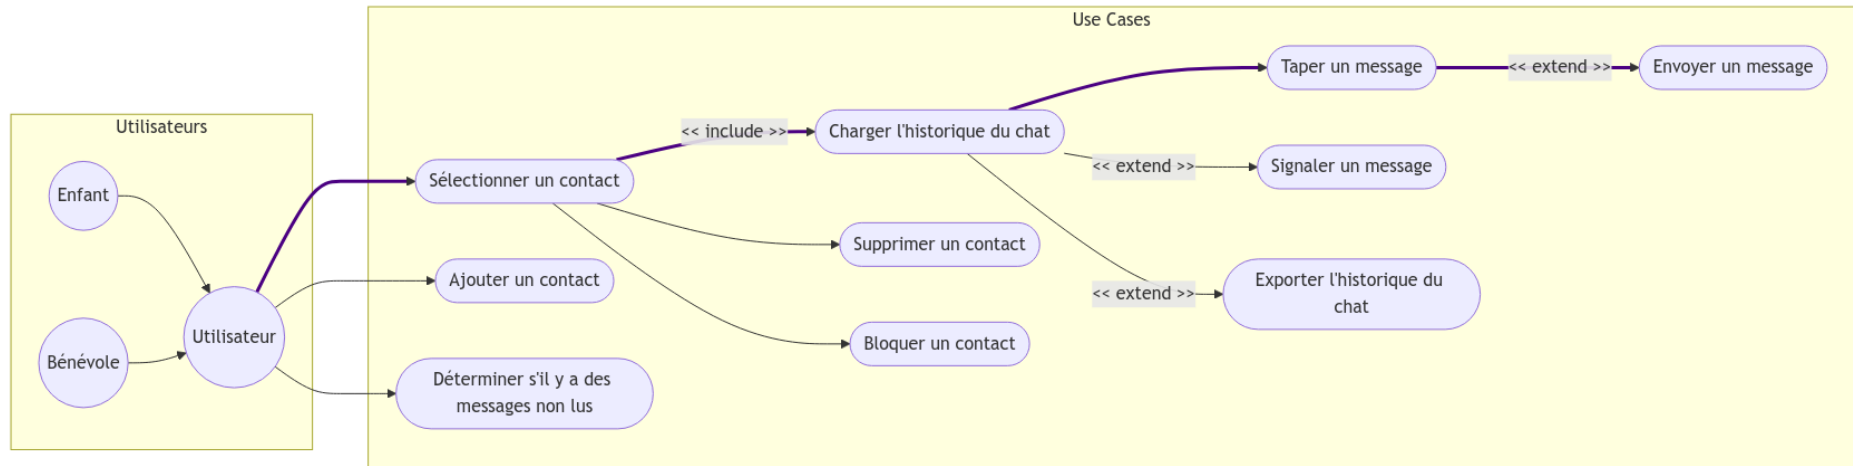 Use Cases
Utilisateurs
Enfant
Bénévole
Utilisateur
Sélectionner un contact
Ajouter un contact
Déterminer s'il y a des
messages non lus
<< include >>
Charger l'historique du chat
Supprimer un contact
Bloquer un contact
<< extend >>
<< extend >>
Taper un message
Signaler un message
Exporter l'historique du
chat
<< extend >>
Envoyer un message